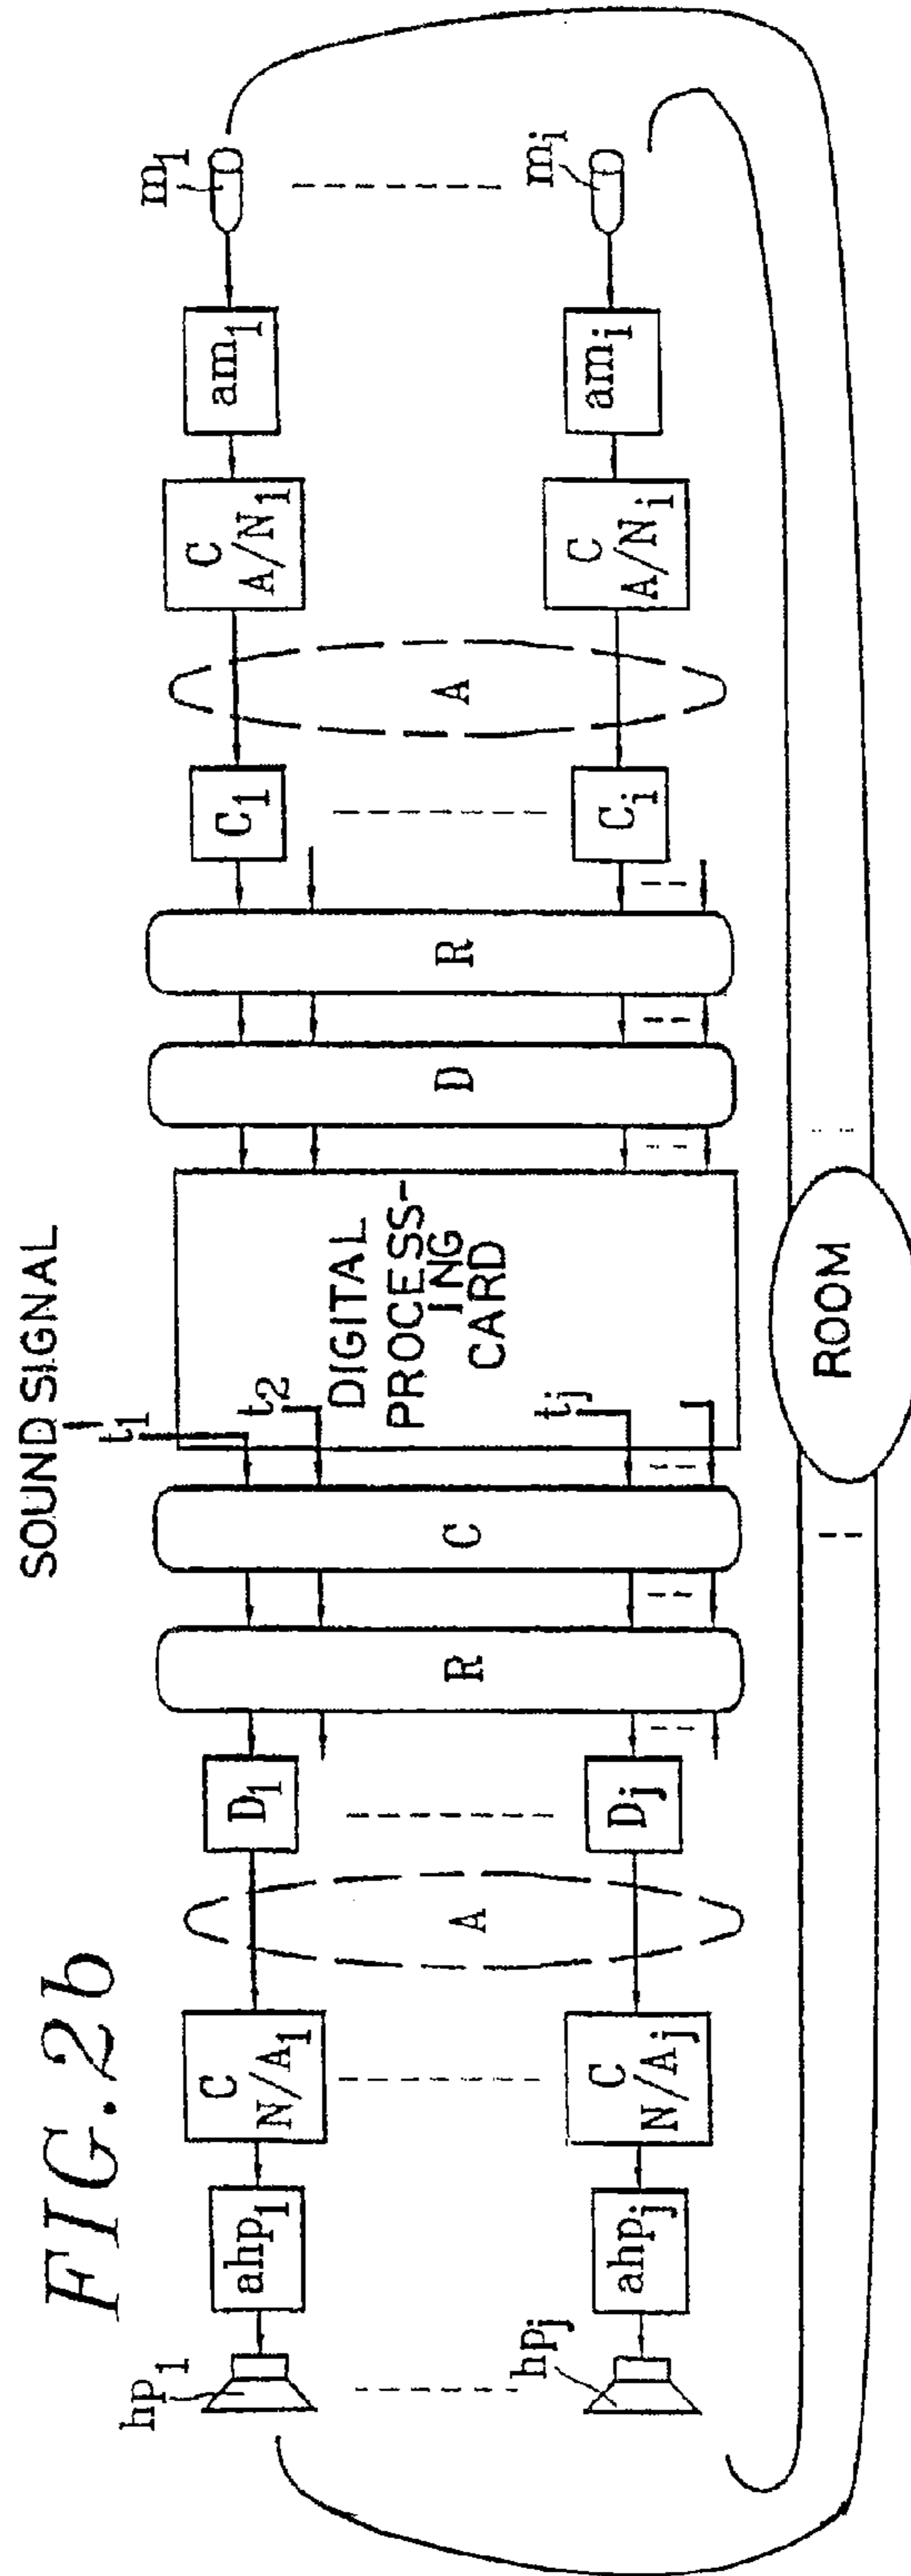 FIG. 2b
SOUND SIGNAL
hp1
ahp1
C N/A1
D1
t1
t2
C1
C A/N1
am1
m1
A
R
C
DIGITAL
PROCESS-
ING
CARD
D
R
A
hpj
ahpj
C N/Aj
Dj
tj
Ci
C A/Ni
ami
mi
ROOM